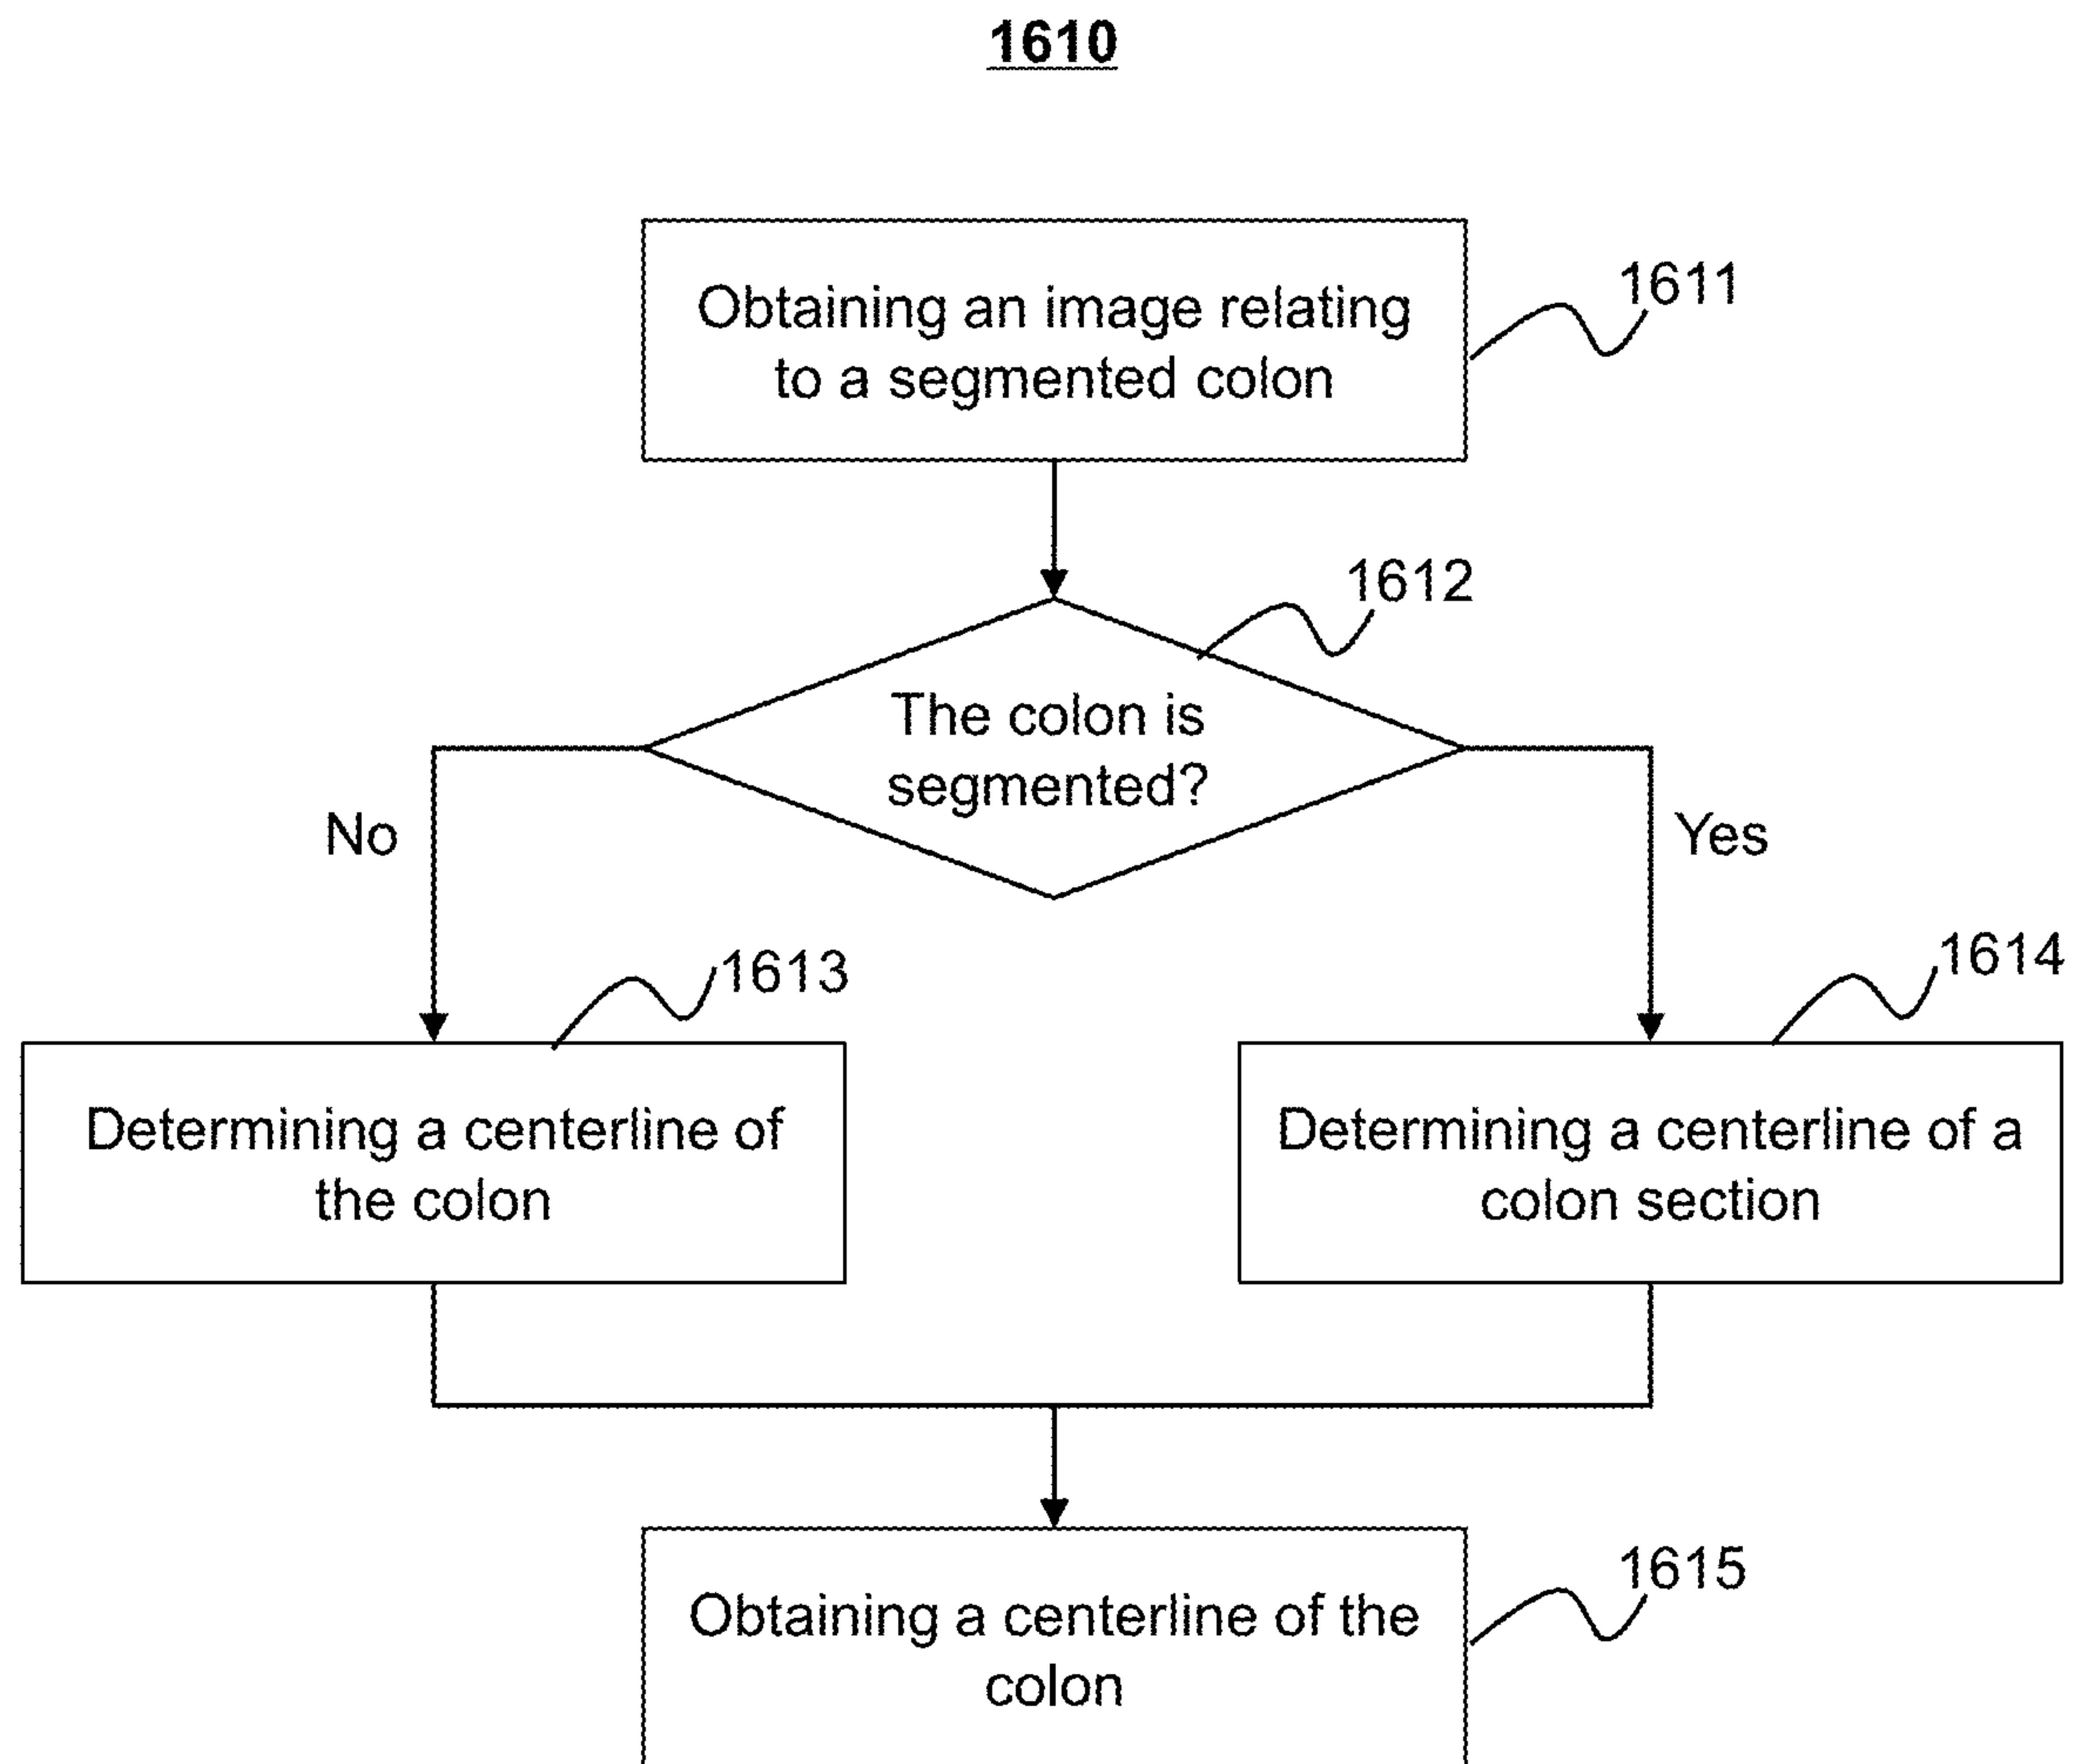 1610
Obtaining an image relating
to a segmented colon
1611
1612
The colon is
segmented?
No
Yes
1613
1614
Determining a centerline of
the colon
Determining a centerline of a
colon section
Obtaining a centerline of the
colon
1615